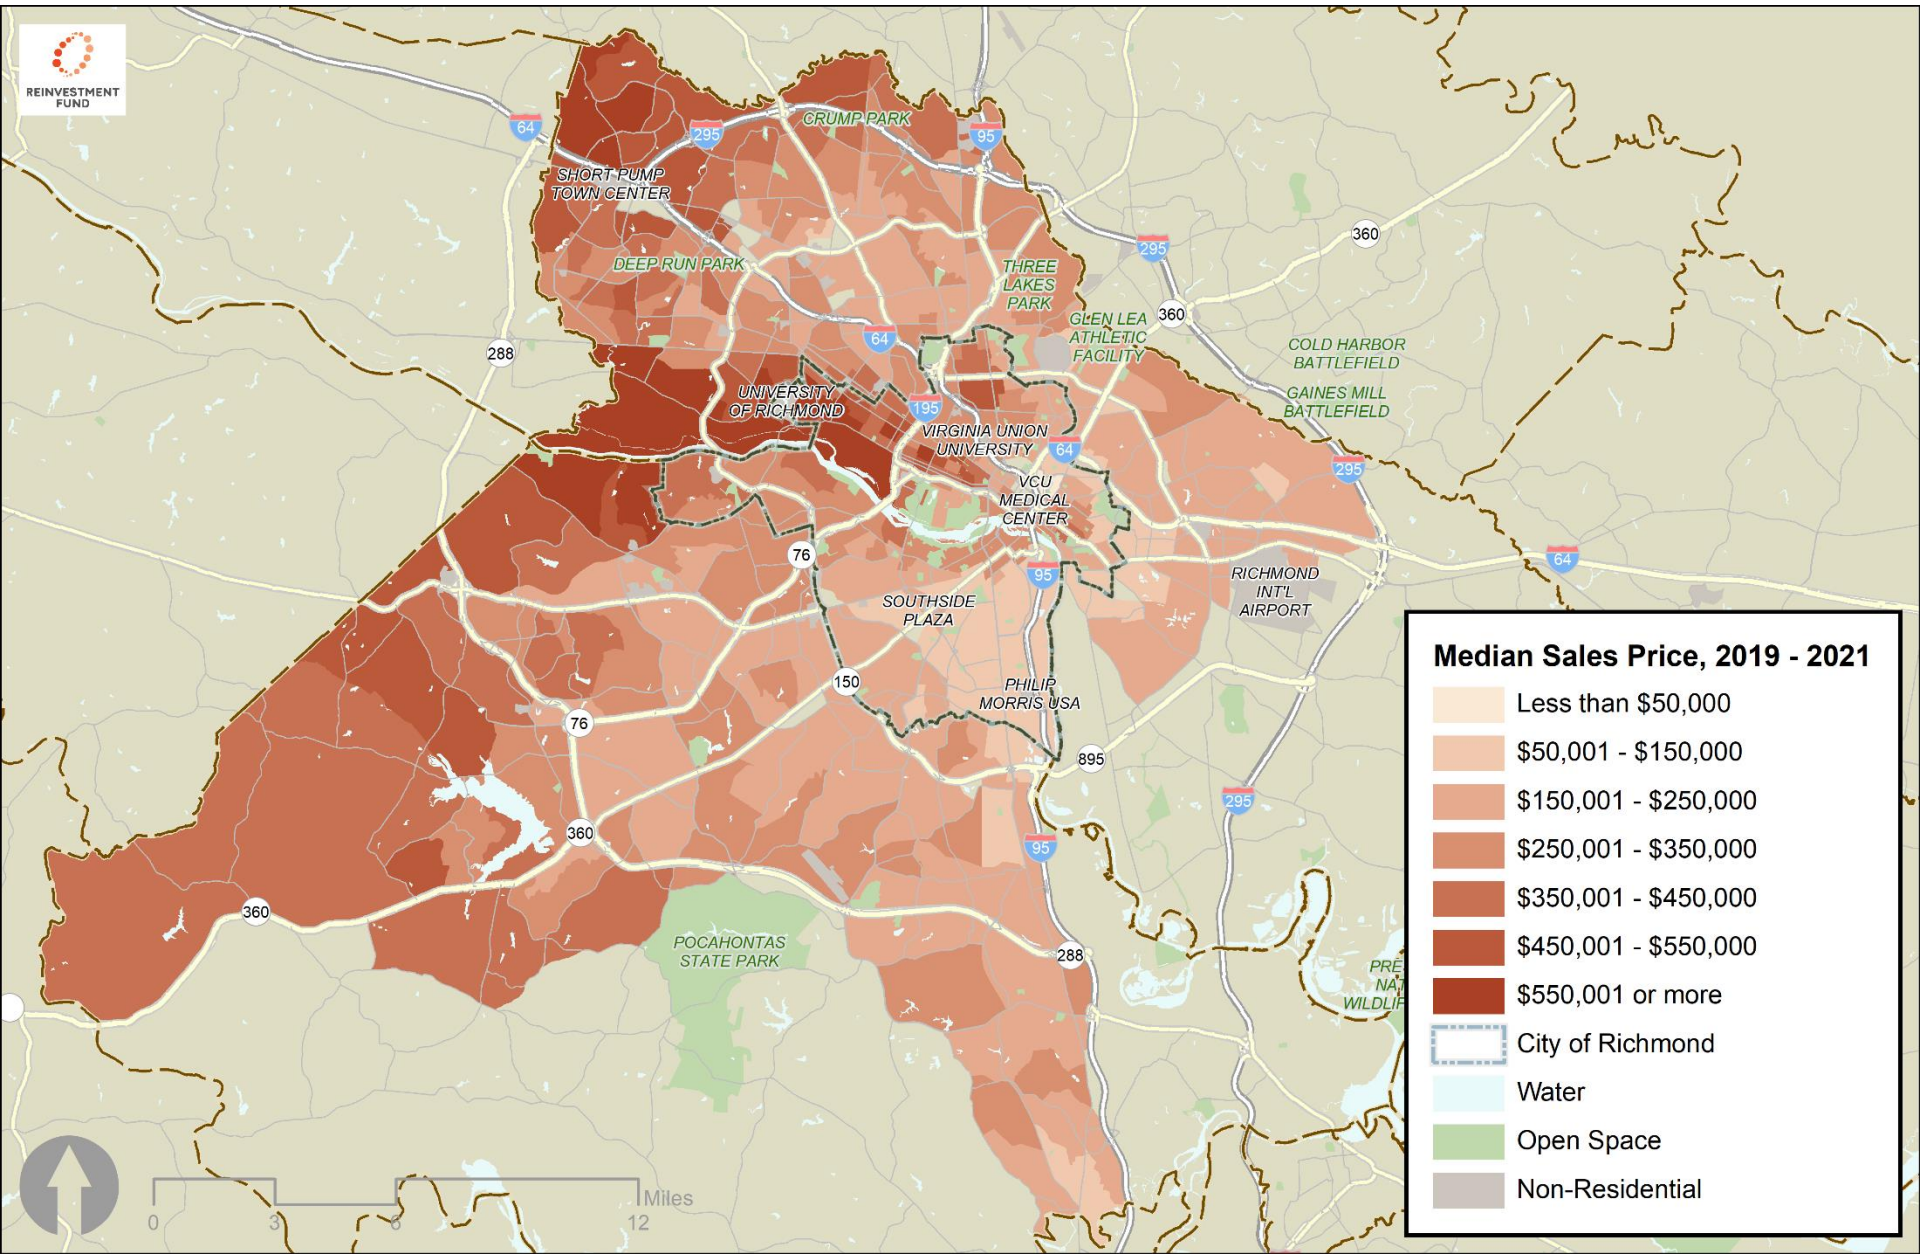 REINVESTMENT
FUND
64
295
CRUMP PARK
95
SHORT PUMP
TOWN CENTER
360
295
DEEP RUN PARK
THREE
LAKES
PARK
360
GLEN LEA
ATHLETIC
FACILITY
64
288
COLD HARBOR
BATTLEFIELD
UNIVERSITY
OF RICHMOND
GAINES MILL
BATTLEFIELD
195
VIRGINIA UNION
UNIVERSITY
64
295
VCU
MEDICAL
CENTER
76
64
95
RICHMOND
INT'L
AIRPORT
SOUTHSIDE
PLAZA
150
PHILIP
MORRIS USA
76
895
295
360
95
360
POCAHONTAS
STATE PARK
288
PRE
NAT
WILDLIF
Median Sales Price, 2019 - 2021
Less than $50,000
$50,001 - $150,000
$150,001 - $250,000
$250,001 - $350,000
$350,001 - $450,000
$450,001 - $550,000
$550,001 or more
City of Richmond
Water
Open Space
Non-Residential
Miles
0 3 6 12